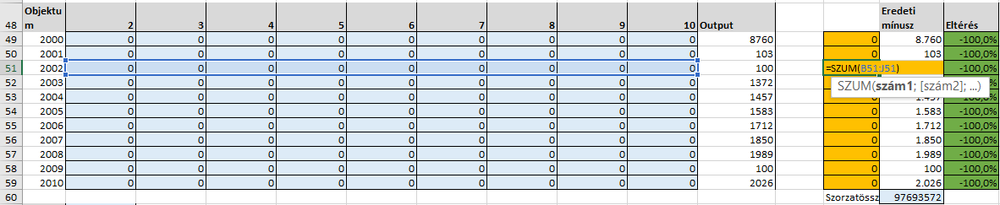 48 Objektu m 2 3 4 5 6 7 8 9 10 Output Eredeti mínusz Eltérés
49 2000 0 0 0 0 0 0 0 0 0 8760 0 8.760 -100,0%
50 2001 0 0 0 0 0 0 0 0 0 103 0 103 -100,0%
51 2002 0 0 0 0 0 0 0 0 0 100 =SZUM(B51:J51) -100,0%
SZUM(szám1; [szám2]; ...)
52 2003 0 0 0 0 0 0 0 0 0 1372
53 2004 0 0 0 0 0 0 0 0 0 1457 0 -100,0%
54 2005 0 0 0 0 0 0 0 0 0 1583 0 1.583 -100,0%
55 2006 0 0 0 0 0 0 0 0 0 1712 0 1.712 -100,0%
56 2007 0 0 0 0 0 0 0 0 0 1850 0 1.850 -100,0%
57 2008 0 0 0 0 0 0 0 0 0 1989 0 1.989 -100,0%
58 2009 0 0 0 0 0 0 0 0 0 100 0 100 -100,0%
59 2010 0 0 0 0 0 0 0 0 0 2026 0 2.026 -100,0%
60 Szorzatössz 97693572